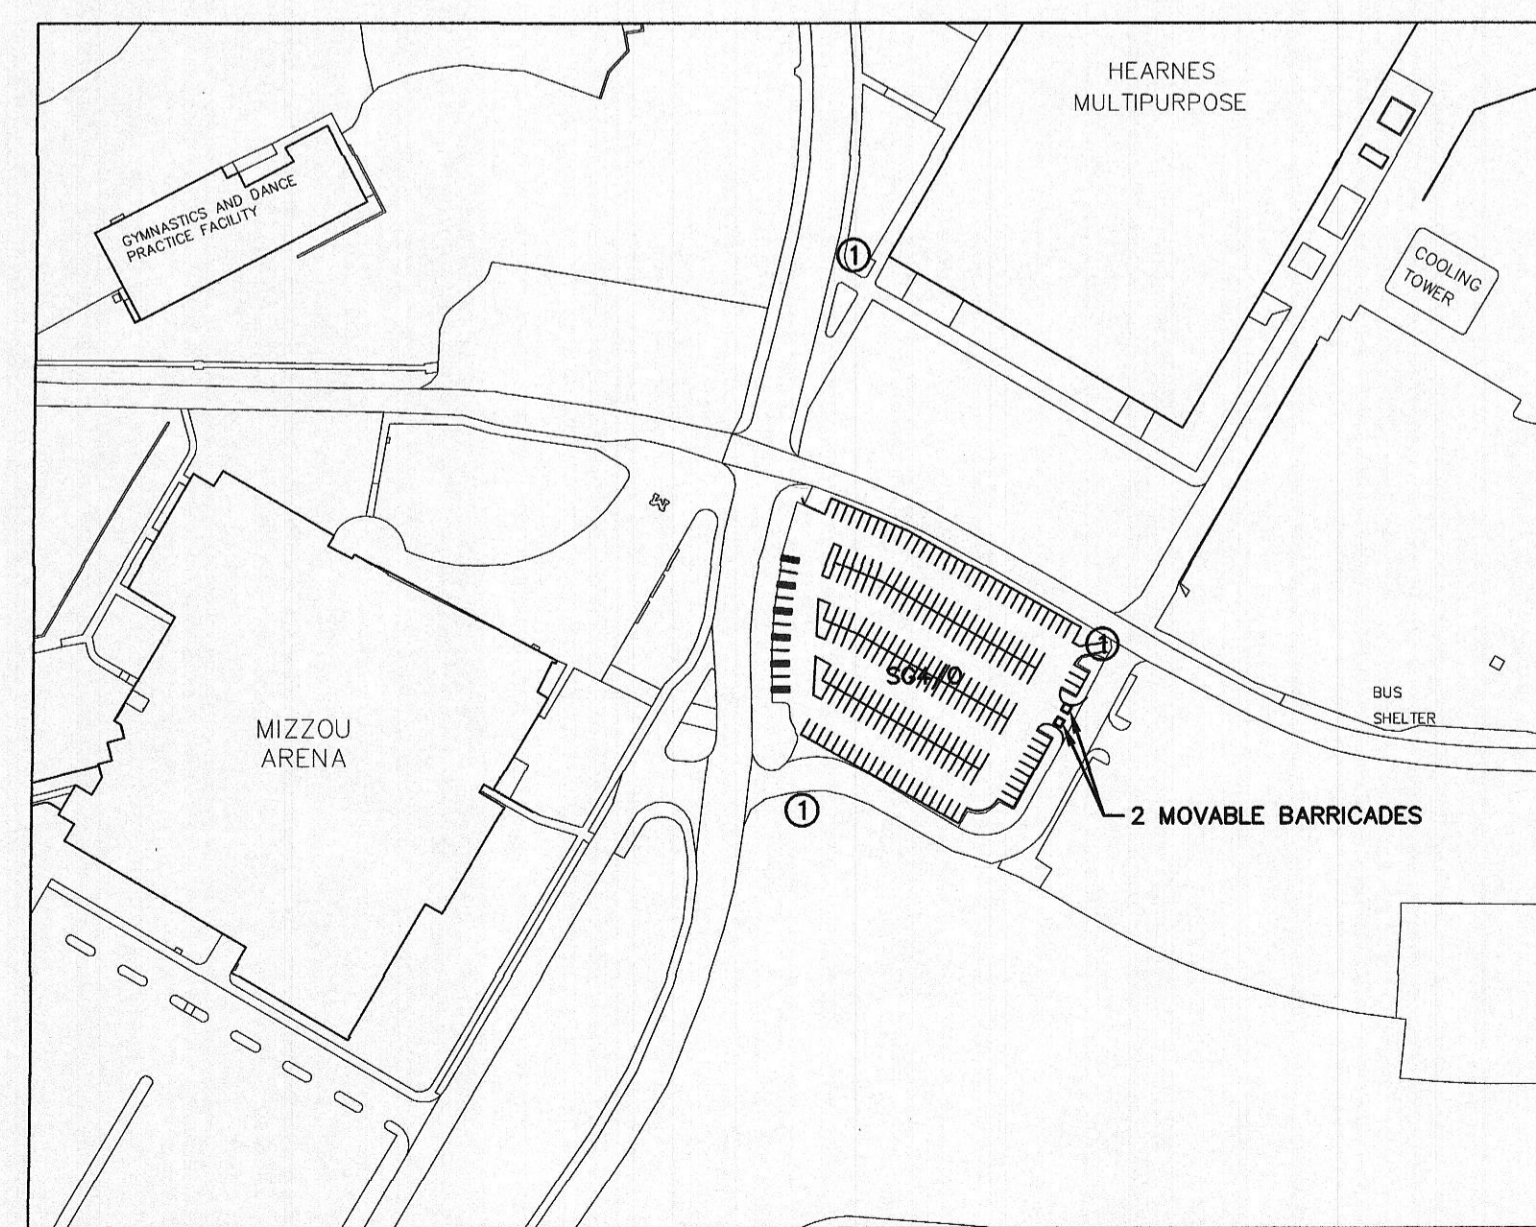 HEARNES
MULTIPURPOSE
GYMNASTICS AND DANCE
PRACTICE FACILITY
COOLING
TOWER
1
M
1
BUS
SHELTER
MIZZOU
ARENA
1
2 MOVABLE BARRICADES